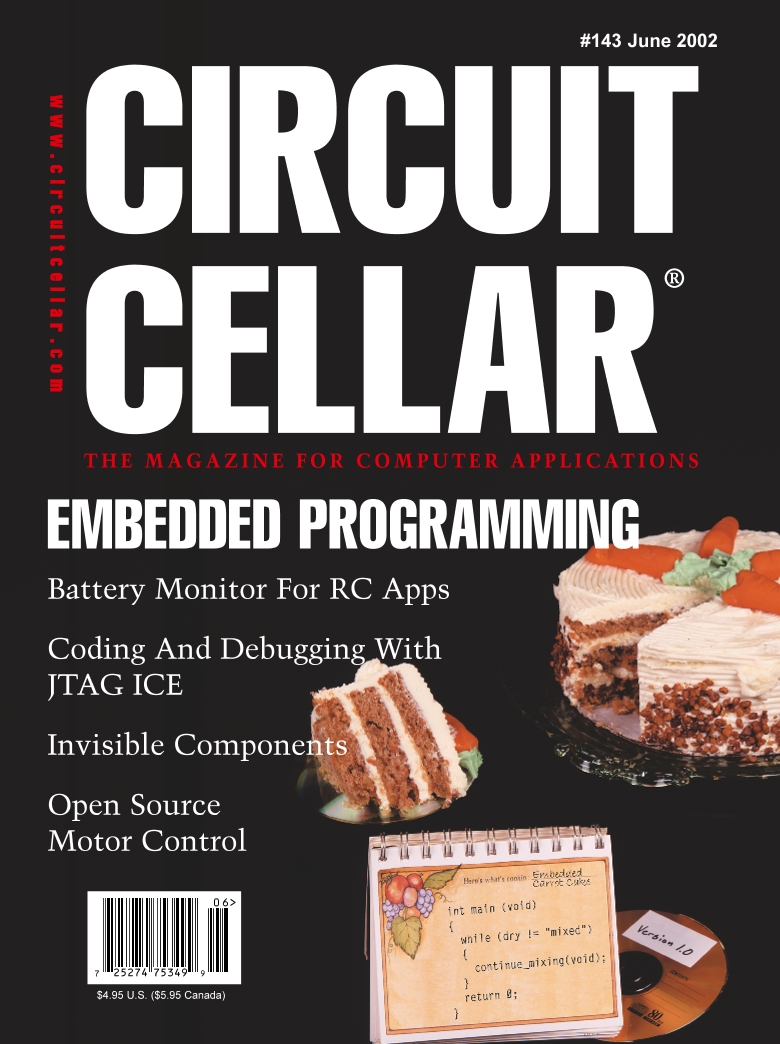 #143 June 2002
www.circuitcellar.com
CIRCUIT
CELLAR®
THE MAGAZINE FOR COMPUTER APPLICATIONS
EMBEDDED PROGRAMMING
Battery Monitor For RC Apps
Coding And Debugging With
JTAG ICE
Invisible Components
Open Source
Motor Control
Here's what's cookin: Embedded
Carrot Cake
int main (void)
{
while (dry != "mixed")
{
continue_mixing(void);
}
return 0;
}
Version 1.0
80
06>
7 25274 75349 9
$4.95 U.S. ($5.95 Canada)